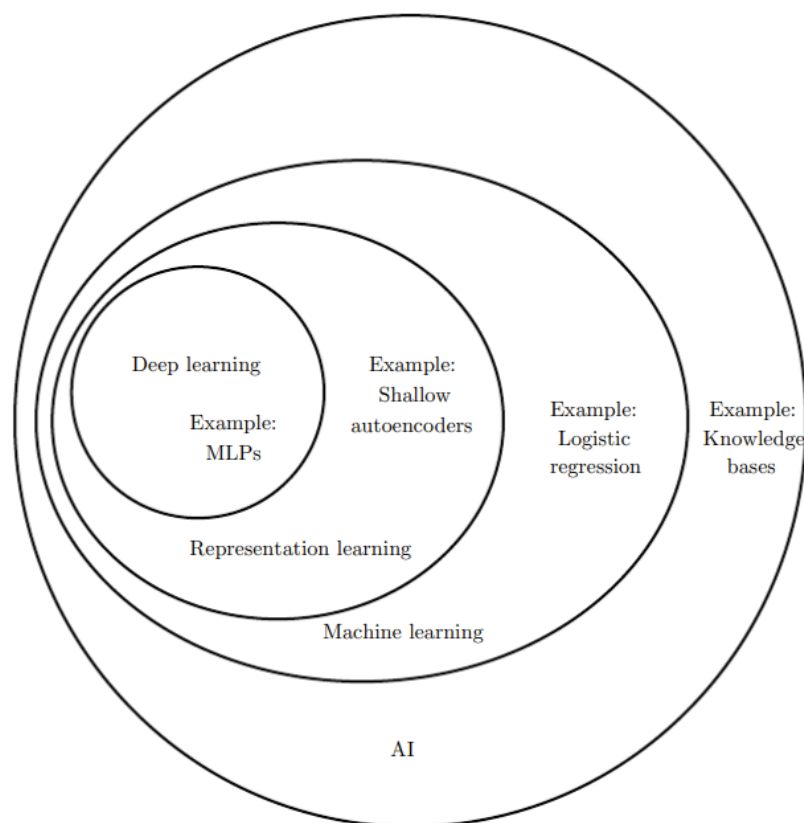 Deep learning
Example:
MLPs
Example:
Shallow
autoencoders
Example:
Logistic
regression
Example:
Knowledge
bases
Representation learning
Machine learning
AI